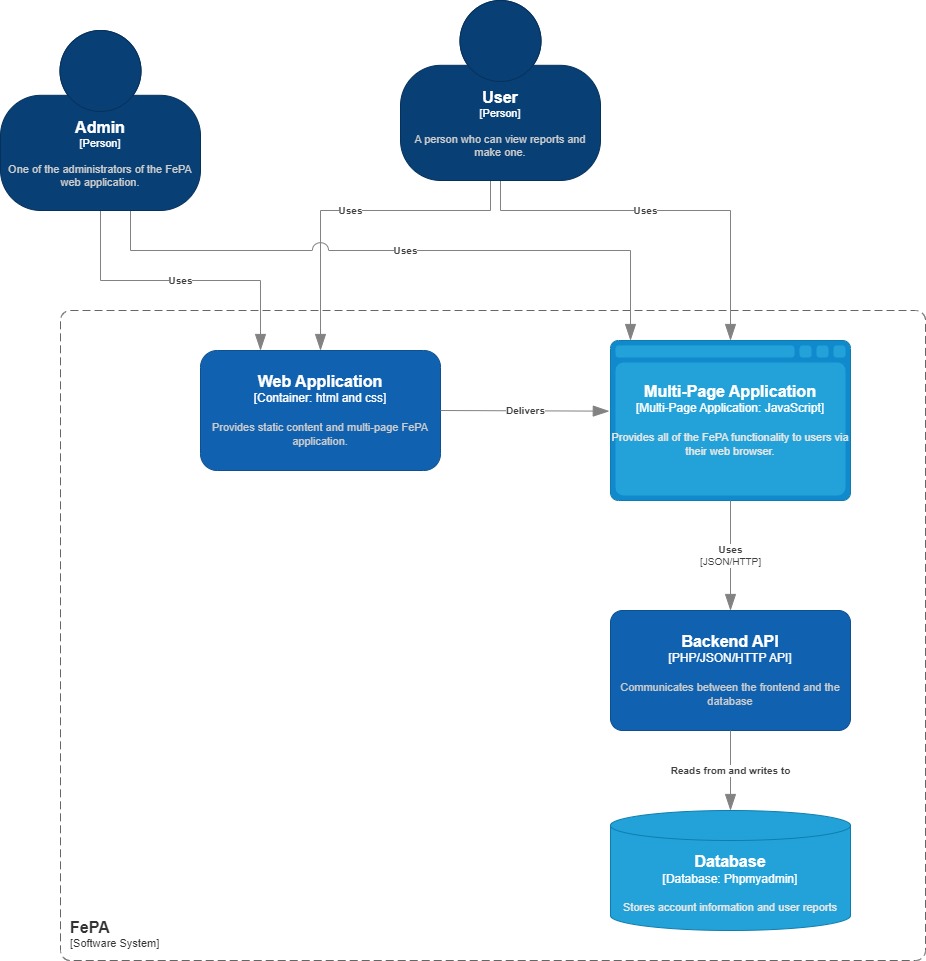 User
[Person]
A person who can view reports and
make one.
Admin
[Person]
One of the administrators of the FePA
web application.
Uses
Uses
Uses
Uses
Web Application
[Container: html and css]
Provides static content and multi-page FePA
application.
Delivers
Multi-Page Application
[Multi-Page Application: JavaScript]
Provides all of the FePA functionality to users via
their web browser.
Uses
[JSON/HTTP]
Backend API
[PHP/JSON/HTTP API]
Communicates between the frontend and the
database
Reads from and writes to
Database
[Database: Phpmyadmin]
Stores account information and user reports
FePA
[Software System]